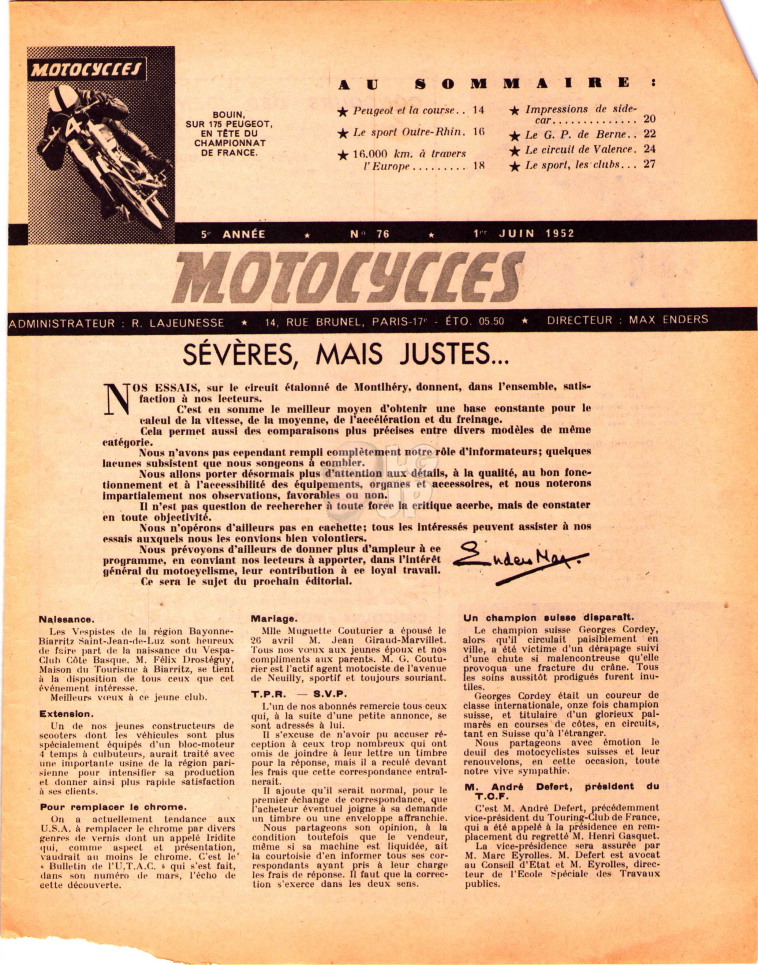 MOTOCYCLES
BOUIN,
SUR 175 PEUGEOT,
EN TÊTE DU
CHAMPIONNAT
DE FRANCE.
AU SOMMAIRE :
★ Peugeot et la course.. 14
★ Le sport Outre-Rhin. 16
★ 16.000 km. à travers
l'Europe ......... 18
★ Impressions de side-
car.............. 20
★ Le G. P. de Berne.. 22
★ Le circuit de Valence. 24
★ Le sport, les clubs... 27
5e ANNÉE ★ No 76 ★ 1er JUIN 1952
MOTOCYCLES
ADMINISTRATEUR : R. LAJEUNESSE ★ 14, RUE BRUNEL, PARIS-17e - ÉTO. 05.50 ★ DIRECTEUR : MAX ENDERS
SÉVÈRES, MAIS JUSTES...
NOS ESSAIS, sur le circuit étalonné de Montlhéry, donnent, dans l'ensemble, satis-
faction à nos lecteurs.
C'est en somme le meilleur moyen d'obtenir une base constante pour le
calcul de la vitesse, de la moyenne, de l'accélération et du freinage.
Cela permet aussi des comparaisons plus précises entre divers modèles de même
catégorie.
Nous n'avons pas cependant rempli complètement notre rôle d'informateurs; quelques
lacunes subsistent que nous songeons à combler.
Nous allons porter désormais plus d'attention aux détails, à la qualité, au bon fonc-
tionnement et à l'accessibilité des équipements, organes et accessoires, et nous noterons
impartialement nos observations, favorables ou non.
Il n'est pas question de rechercher à toute force la critique acerbe, mais de constater
en toute objectivité.
Nous n'opérons d'ailleurs pas en cachette; tous les intéressés peuvent assister à nos
essais auxquels nous les convions bien volontiers.
Nous prévoyons d'ailleurs de donner plus d'ampleur à ce
programme, en conviant nos lecteurs à apporter, dans l'intérêt
général du motocyclisme, leur contribution à ce loyal travail.
Ce sera le sujet du prochain éditorial.
Enders Max.
Naissance.
Les Vespistes de la région Bayonne-
Biarritz Saint-Jean-de-Luz sont heureux
de faire part de la naissance du Vespa-
Club Côte Basque. M. Félix Drostéguy,
Maison du Tourisme à Biarritz, se tient
à la disposition de tous ceux que cet
événement intéresse.
Meilleurs vœux à ce jeune club.
Extension.
Un de nos jeunes constructeurs de
scooters dont les véhicules sont plus
spécialement équipés d'un bloc-moteur
4 temps à culbuteurs, aurait traité avec
une importante usine de la région pari-
sienne pour intensifier sa production
et donner ainsi plus rapide satisfaction
à ses clients.
Pour remplacer le chrome.
On a actuellement tendance aux
U.S.A. à remplacer le chrome par divers
genres de vernis dont un appelé Iridite
qui, comme aspect et présentation,
vaudrait au moins le chrome. C'est le
« Bulletin de l'U.T.A.C. » qui s'est fait,
dans son numéro de mars, l'écho de
cette découverte.
Mariage.
Mlle Muguette Couturier a épousé le
26 avril M. Jean Giraud-Marvillet.
Tous nos vœux aux jeunes époux et nos
compliments aux parents. M. G. Coutu-
rier est l'actif agent motociste de l'avenue
de Neuilly, sportif et toujours souriant.
T.P.R. — S.V.P.
L'un de nos abonnés remercie tous ceux
qui, à la suite d'une petite annonce, se
sont adressés à lui.
Il s'excuse de n'avoir pu accuser ré-
ception à ceux trop nombreux qui ont
omis de joindre à leur lettre un timbre
pour la réponse, mais il a reculé devant
les frais que cette correspondance entraî-
nerait.
Il ajoute qu'il serait normal, pour le
premier échange de correspondance, que
l'acheteur éventuel joigne à sa demande
un timbre ou une enveloppe affranchie.
Nous partageons son opinion, à la
condition toutefois que le vendeur,
même si sa machine est liquidée, ait
la courtoisie d'en informer tous ses cor-
respondants ayant pris à leur charge
les frais de réponse. Il faut que la correc-
tion s'exerce dans les deux sens.
Un champion suisse disparaît.
Le champion suisse Georges Cordey,
alors qu'il circulait paisiblement en
ville, a été victime d'un dérapage suivi
d'une chute si malencontreuse qu'elle
provoqua une fracture du crâne. Tous
les soins aussitôt prodigués furent inu-
tiles.
Georges Cordey était un coureur de
classe internationale, onze fois champion
suisse, et titulaire d'un glorieux pal-
marès en courses de côtes, en circuits,
tant en Suisse qu'à l'étranger.
Nous partageons avec émotion le
deuil des motocyclistes suisses et leur
renouvelons, en cette occasion, toute
notre vive sympathie.
M. André Defert, président du
T.C.F.
C'est M. André Defert, précédemment
vice-président du Touring-Club de France,
qui a été appelé à la présidence en rem-
placement du regretté M. Henri Gasquet.
La vice-présidence sera assurée par
M. Marc Eyrolles. M. Defert est avocat
au Conseil d'Etat et M. Eyrolles, direc-
teur de l'Ecole Spéciale des Travaux
publics.